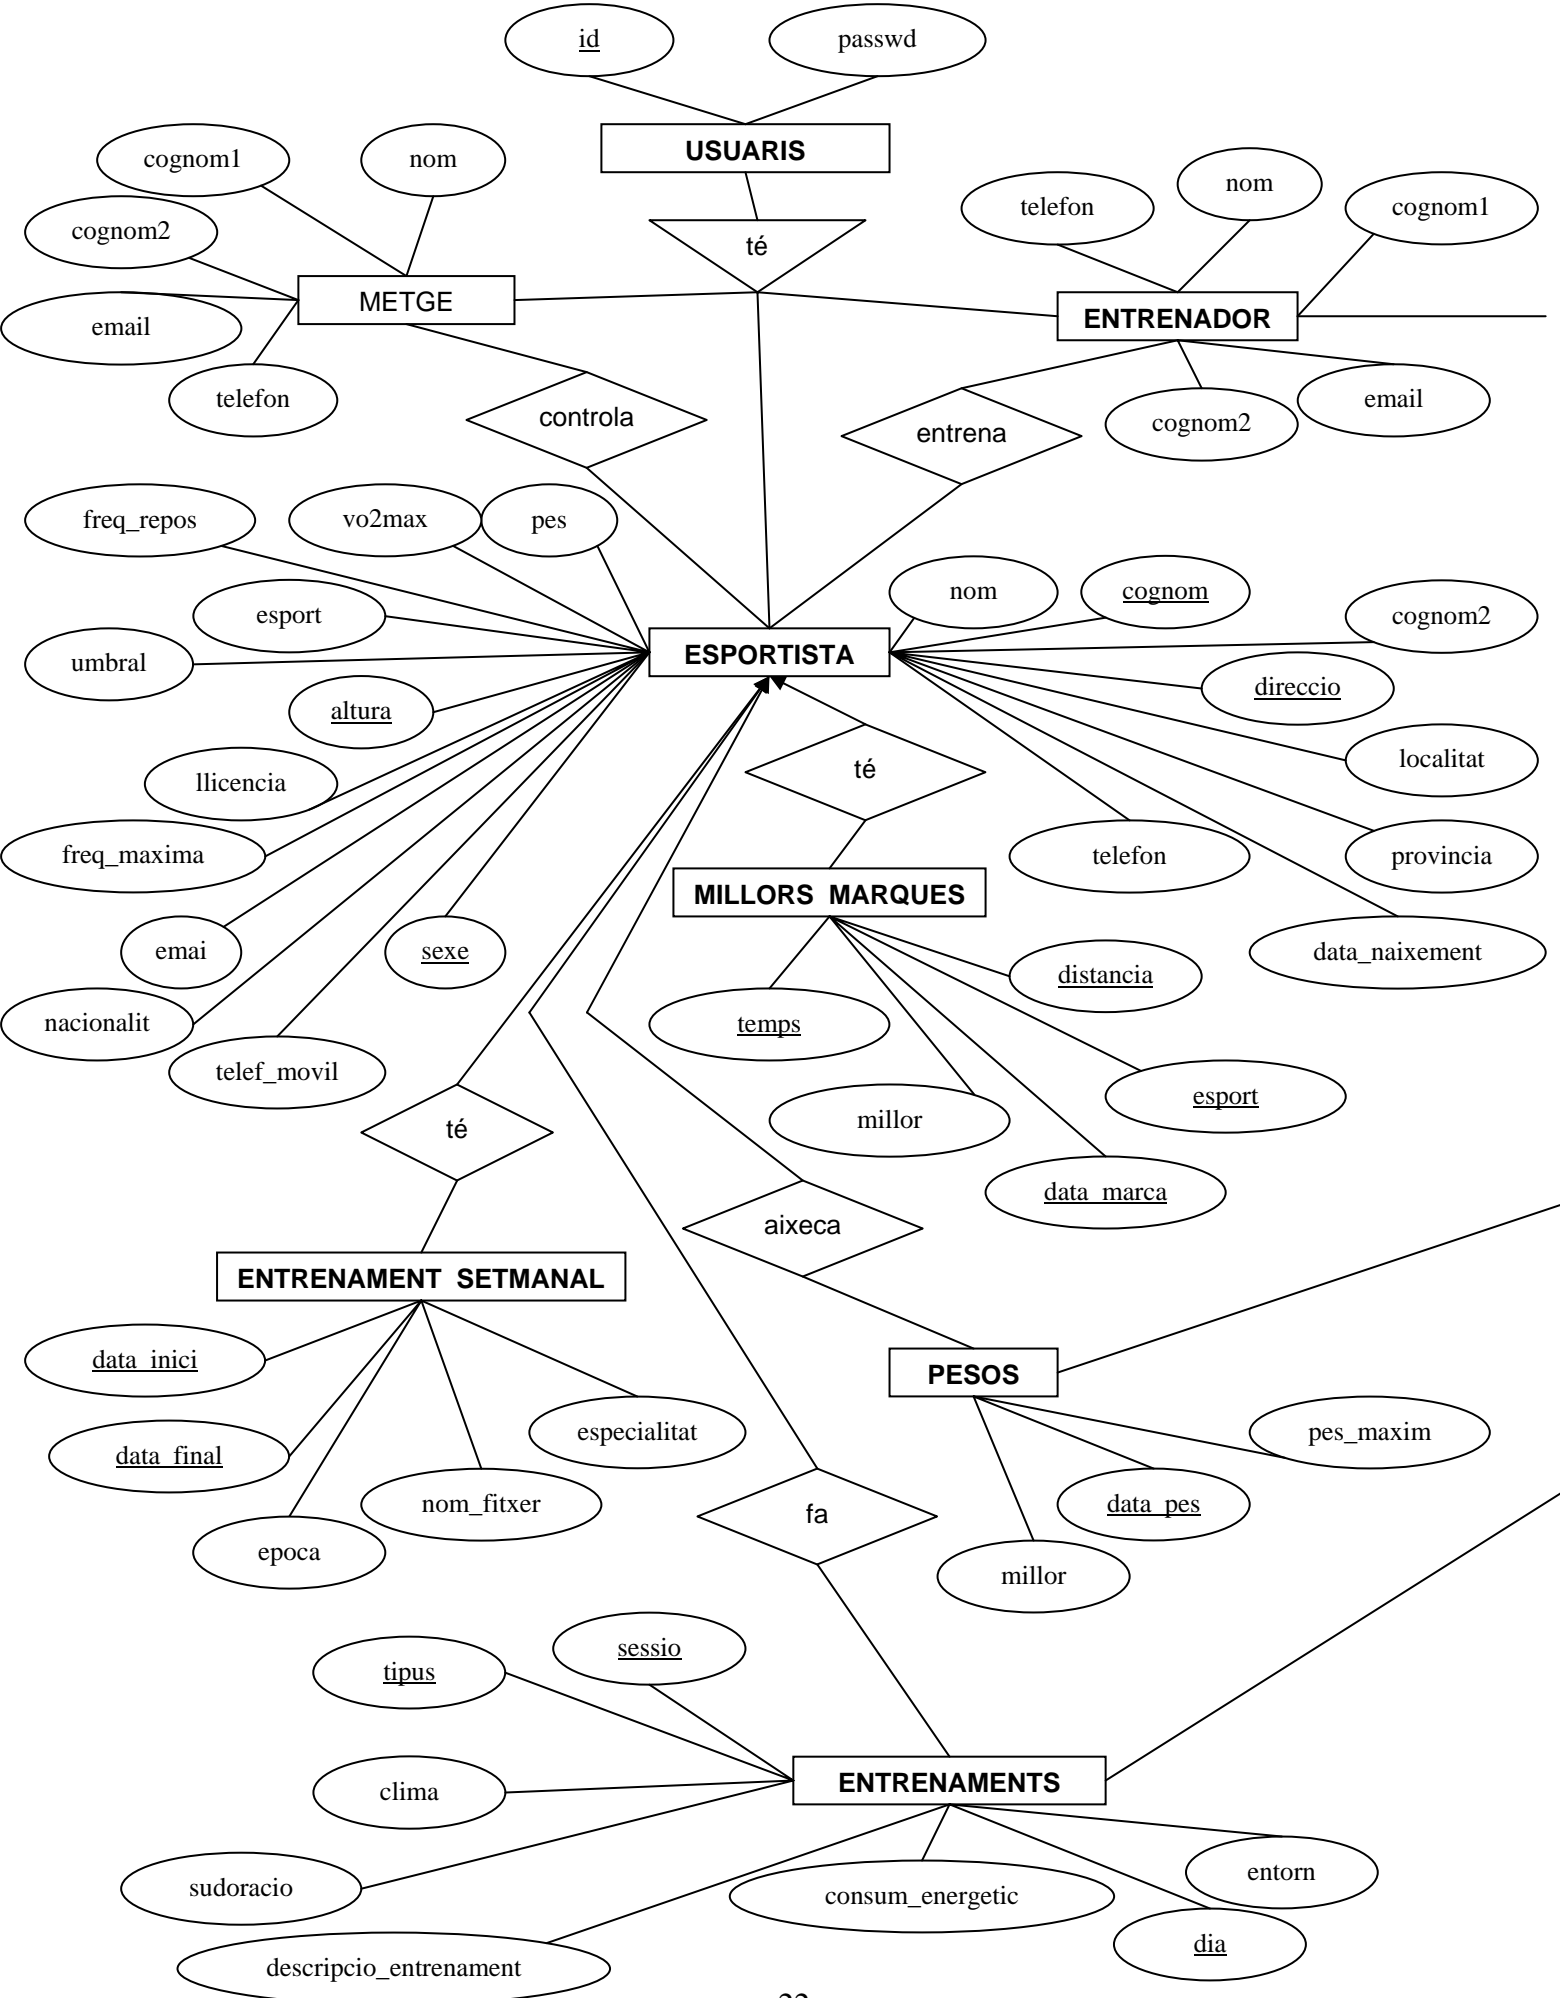 id
passwd
USUARIS
cognom1
nom
telefon
nom
cognom1
cognom2
té
METGE
ENTRENADOR
email
telefon
controla
entrena
cognom2
email
freq_repos
vo2max
pes
nom
cognom
cognom2
esport
umbral
ESPORTISTA
altura
direccio
llicencia
té
localitat
freq_maxima
telefon
provincia
MILLORS MARQUES
emai
sexe
data_naixement
distancia
nacionalit
temps
telef_movil
esport
millor
té
data_marca
aixeca
ENTRENAMENT SETMANAL
data_inici
PESOS
especialitat
pes_maxim
data_final
nom_fitxer
data_pes
fa
epoca
millor
sessio
tipus
clima
ENTRENAMENTS
entorn
sudoracio
consum_energetic
dia
descripcio_entrenament